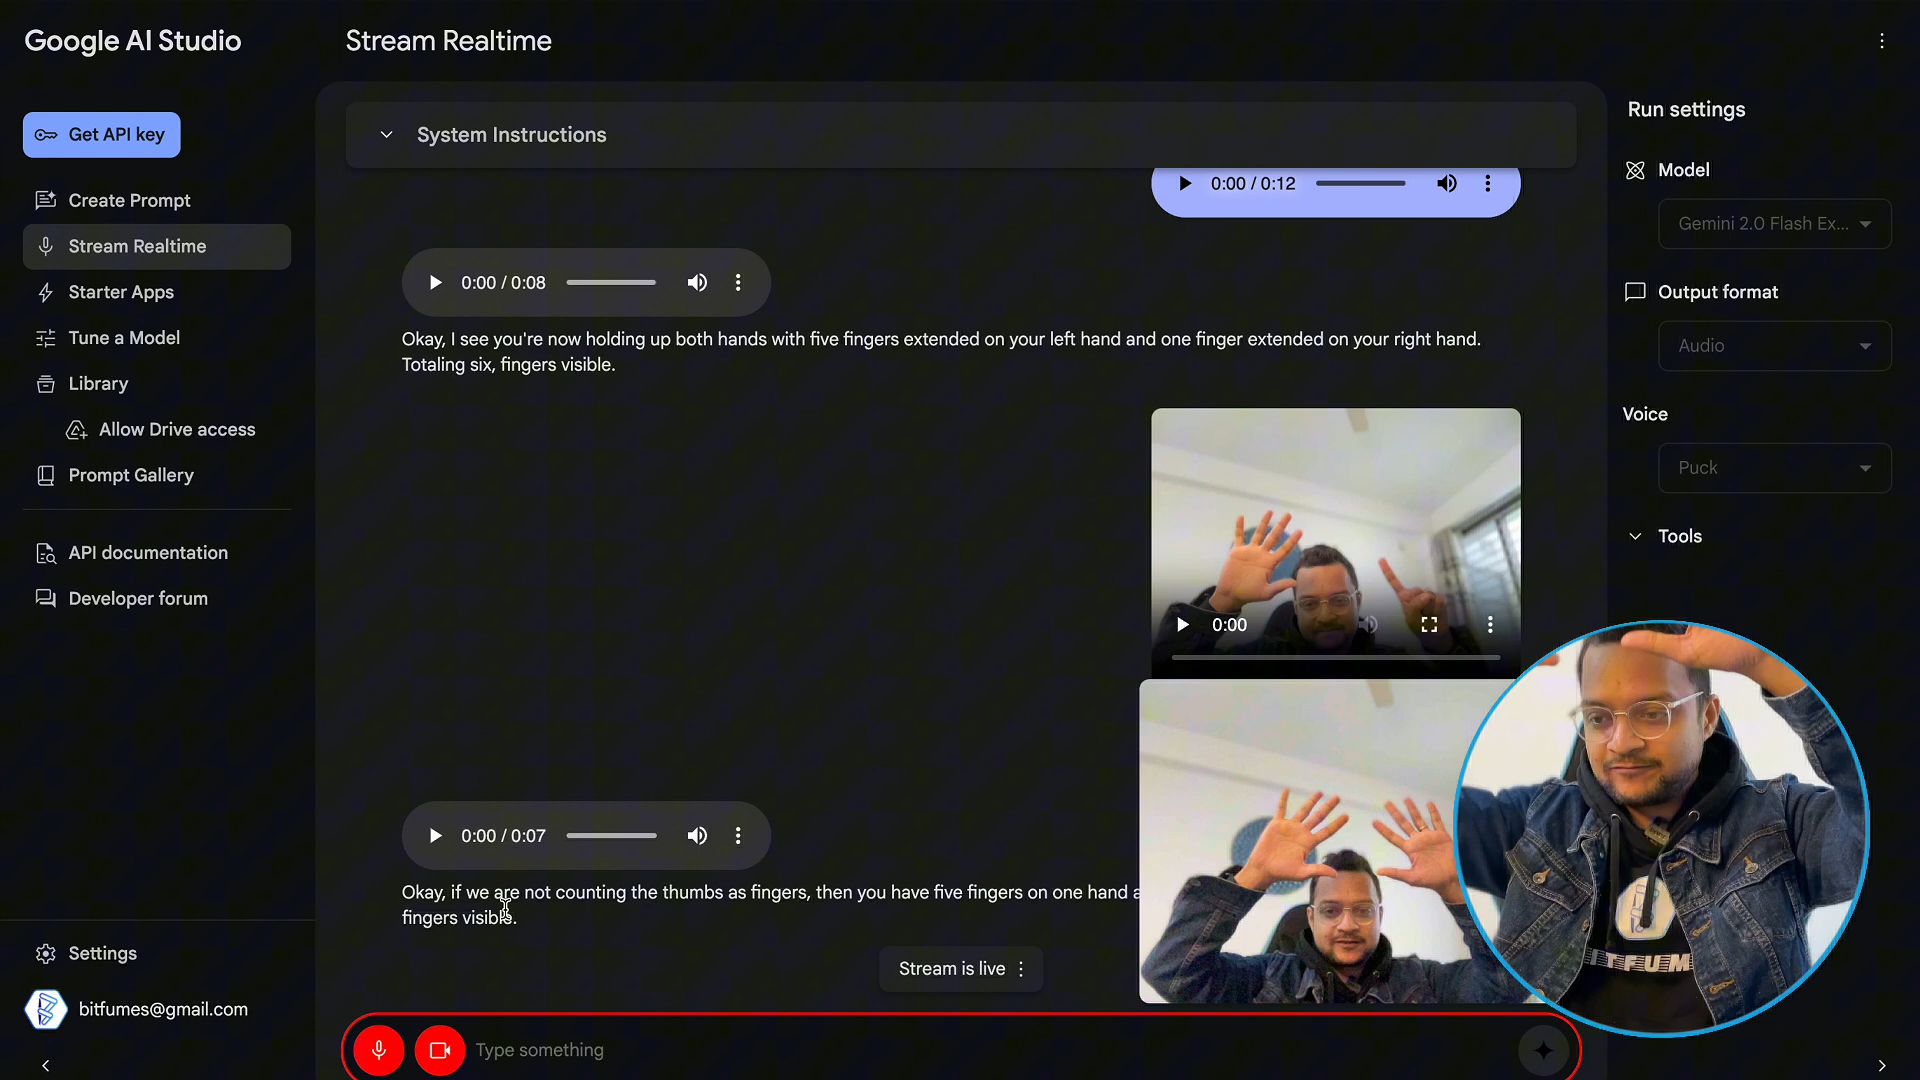 Google AI Studio
Stream Realtime
Get API key
Create Prompt
Stream Realtime
Starter Apps
Tune a Model
Library
Allow Drive access
Prompt Gallery
API documentation
Developer forum
Settings
bitfumes@gmail.com
System Instructions
0:00 / 0:12
0:00 / 0:08
Okay, I see you're now holding up both hands with five fingers extended on your left hand and one finger extended on your right hand.
Totaling six, fingers visible.
0:00
0:00 / 0:07
Okay, if we are not counting the thumbs as fingers, then you have five fingers on one hand
fingers visible.
Stream is live
Type something
Run settings
Model
Gemini 2.0 Flash Ex...
Output format
Audio
Voice
Puck
Tools